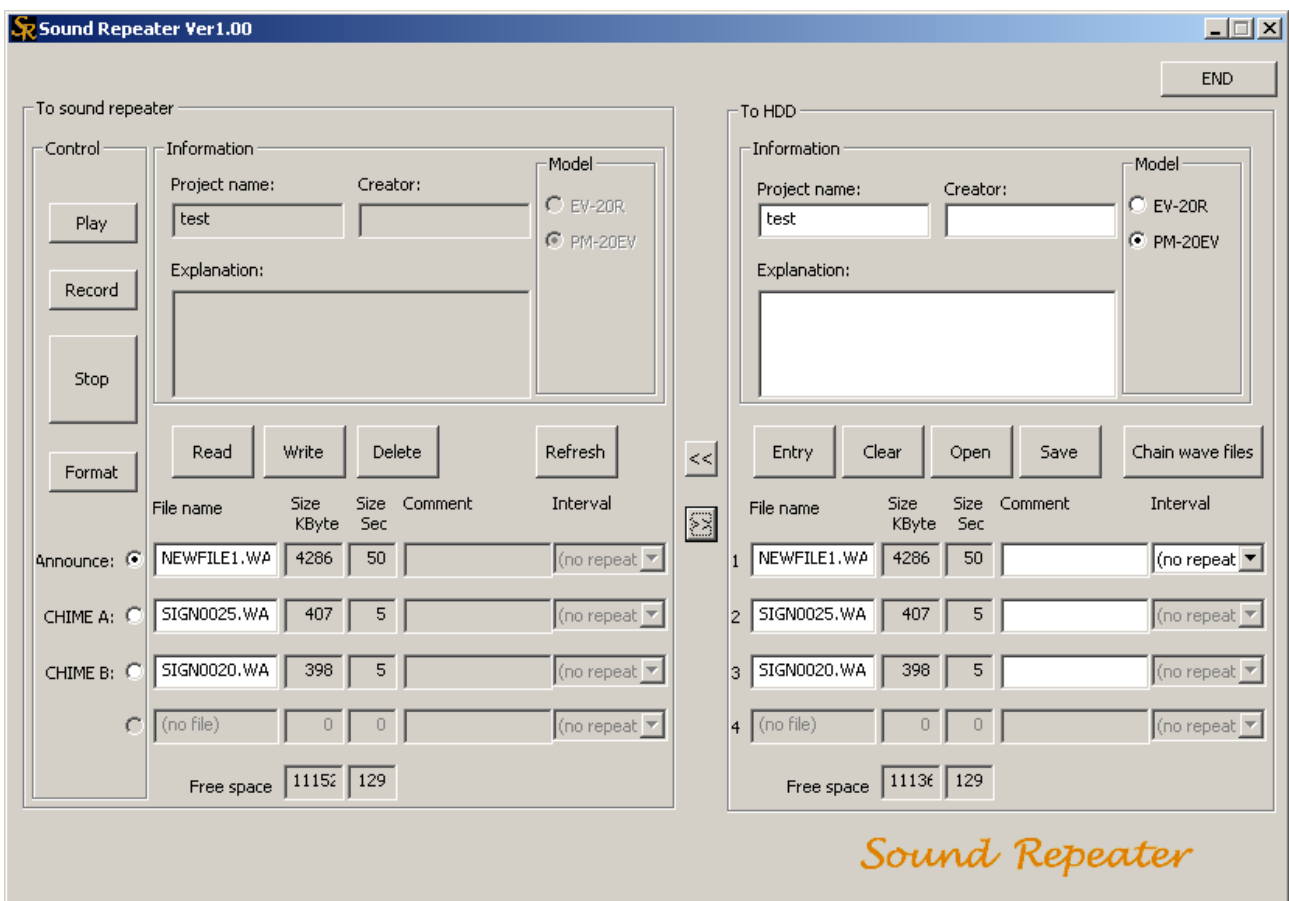 SR Sound Repeater Ver1.00
END
To sound repeater
Control
Play
Record
Stop
Format
Information
Project name: Creator:
test
Model
EV-20R
PM-20EV
Explanation:
Read Write Delete Refresh
File name Size KByte Size Sec Comment Interval
Announce: NEWFILE1.WA 4286 50 (no repeat
CHIME A: SIGN0025.WA 407 5 (no repeat
CHIME B: SIGN0020.WA 398 5 (no repeat
(no file) 0 0 (no repeat
Free space 11152 129
<<
>>
To HDD
Information
Project name: Creator:
test
Model
EV-20R
PM-20EV
Explanation:
Entry Clear Open Save Chain wave files
File name Size KByte Size Sec Comment Interval
1 NEWFILE1.WA 4286 50 (no repeat
2 SIGN0025.WA 407 5 (no repeat
3 SIGN0020.WA 398 5 (no repeat
4 (no file) 0 0 (no repeat
Free space 11136 129
Sound Repeater